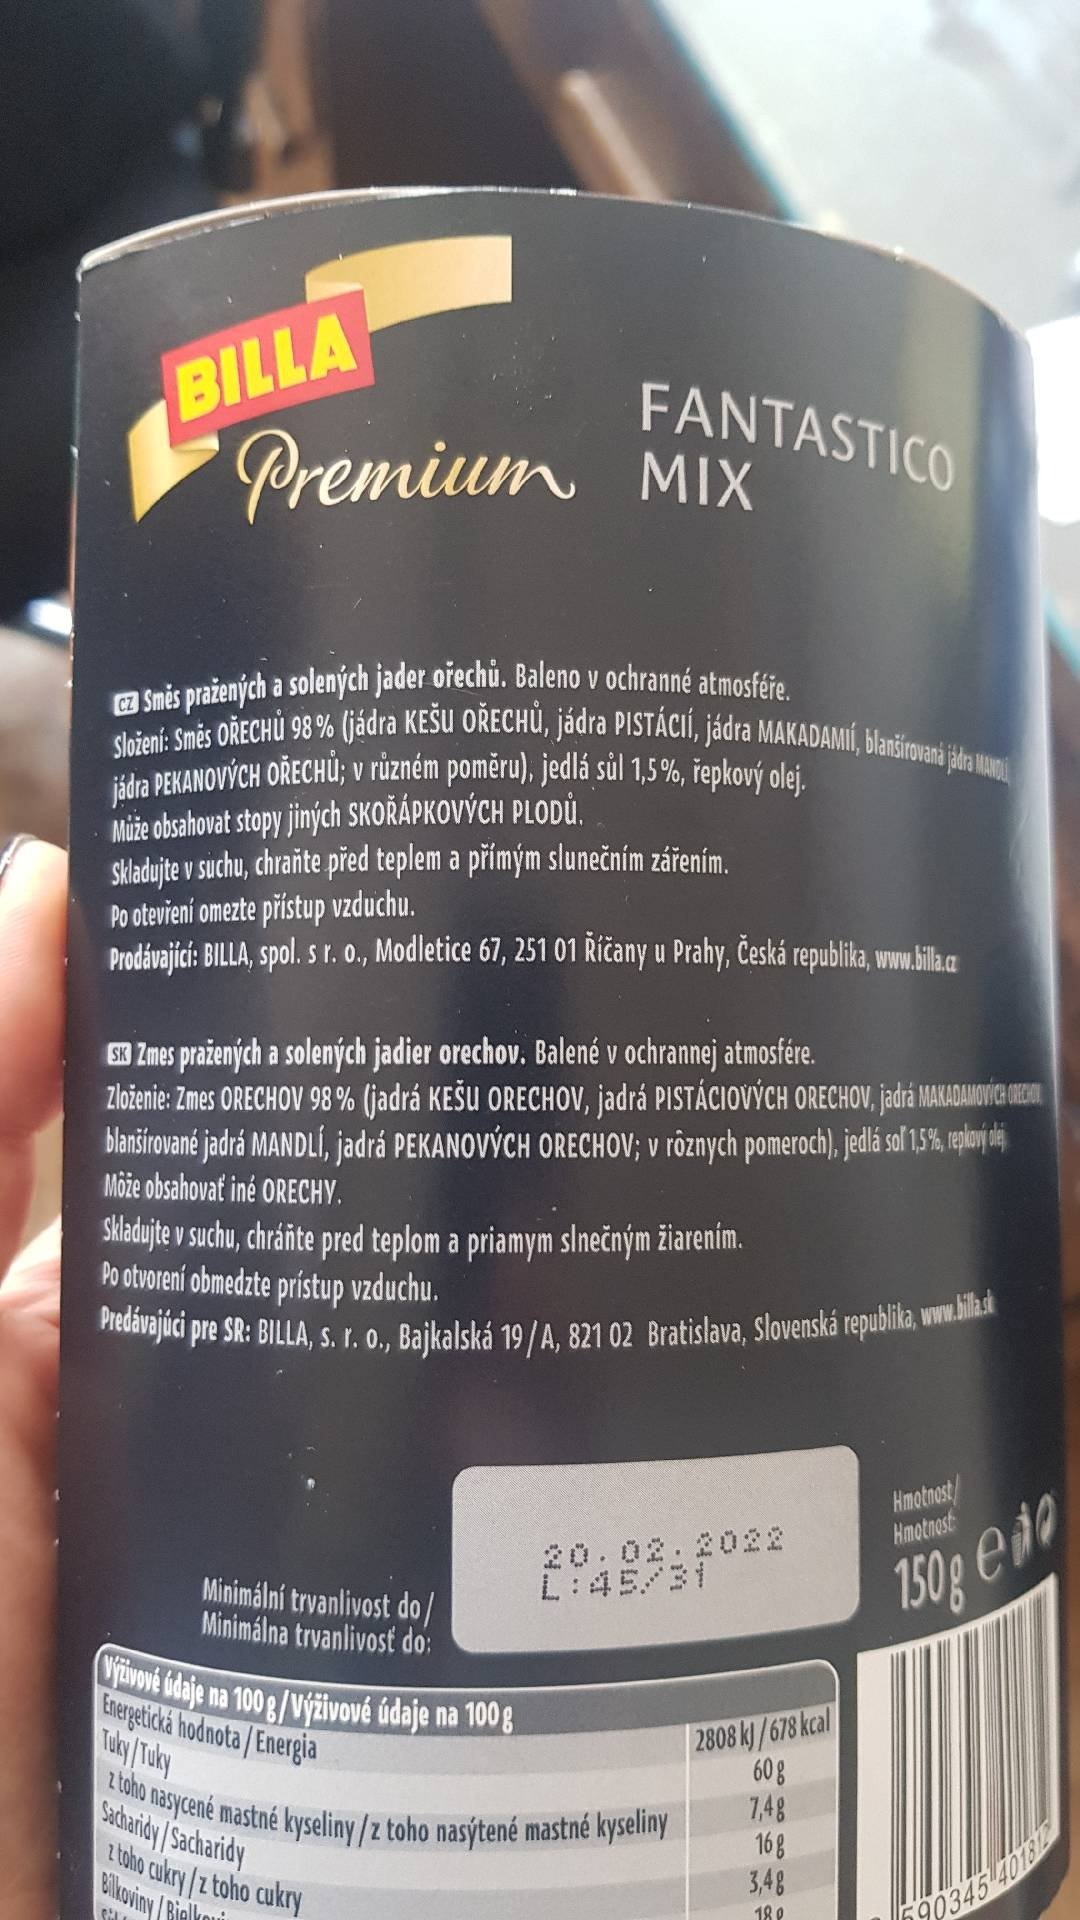 BILLA
Premium
FANTASTICO
MIX
CZ Směs pražených a solených jader ořechů. Baleno v ochranné atmosféře.
Složení: Směs OŘECHŮ 98 % (jádra KEŠU OŘECHŮ, jádra PISTÁCIÍ, jádra MAKADAMIÍ, blanšírovaná jádra MANDLÍ,
jádra PEKANOVÝCH OŘECHŮ; v různém poměru), jedlá sůl 1,5%, řepkový olej.
Může obsahovat stopy jiných SKOŘÁPKOVÝCH PLODŮ.
Skladujte v suchu, chraňte před teplem a přímým slunečním zářením.
Po otevření omezte přístup vzduchu.
Prodávající: BILLA, spol. s r. o., Modletice 67, 251 01 Říčany u Prahy, Česká republika, www.billa.cz
SK Zmes pražených a solených jadier orechov. Balené v ochrannej atmosfére.
Zloženie: Zmes ORECHOV 98 % (jadrá KEŠU ORECHOV, jadrá PISTÁCIOVÝCH ORECHOV, jadrá MAKADAMOVÝCH ORECHOV,
blanšírované jadrá MANDLÍ, jadrá PEKANOVÝCH ORECHOV; v rôznych pomeroch), jedlá soľ 1,5%, repkový olej.
Môže obsahovať iné ORECHY.
Skladujte v suchu, chráňte pred teplom a priamym slnečným žiarením.
Po otvorení obmedzte prístup vzduchu.
Predávajúci pre SR: BILLA, s. r. o., Bajkalská 19/A, 821 02 Bratislava, Slovenská republika, www.billa.sk
Minimální trvanlivost do/
Minimálna trvanlivosť do:
20.02.2022
L:45/31
Hmotnost/
Hmotnosť:
150g e
Výživové údaje na 100 g/Výživové údaje na 100 g
Energetická hodnota/Energia 2808 kJ/678 kcal
Tuky/Tuky 60 g
z toho nasycené mastné kyseliny/z toho nasýtené mastné kyseliny 7,4 g
Sacharidy/Sacharidy 16 g
z toho cukry/z toho cukry 3,4 g
Bílkoviny 18 g
590345 401812